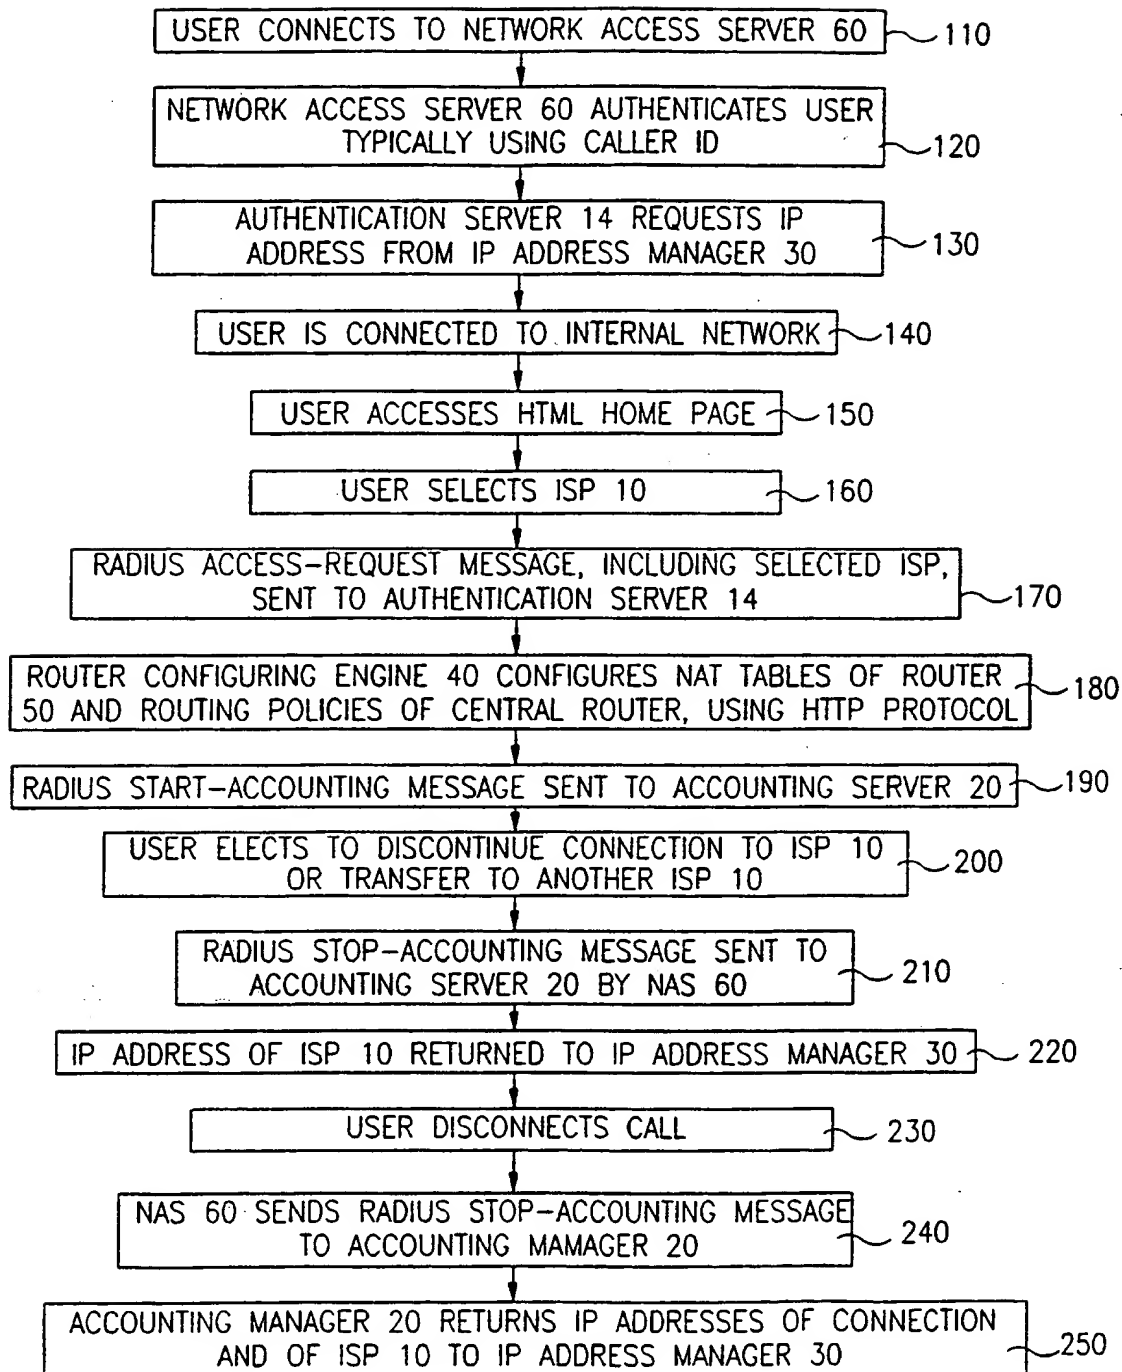 USER CONNECTS TO NETWORK ACCESS SERVER 60
110
NETWORK ACCESS SERVER 60 AUTHENTICATES USER
TYPICALLY USING CALLER ID
120
AUTHENTICATION SERVER 14 REQUESTS IP
ADDRESS FROM IP ADDRESS MANAGER 30
130
USER IS CONNECTED TO INTERNAL NETWORK
140
USER ACCESSES HTML HOME PAGE
150
USER SELECTS ISP 10
160
RADIUS ACCESS-REQUEST MESSAGE, INCLUDING SELECTED ISP,
SENT TO AUTHENTICATION SERVER 14
170
ROUTER CONFIGURING ENGINE 40 CONFIGURES NAT TABLES OF ROUTER
50 AND ROUTING POLICIES OF CENTRAL ROUTER, USING HTTP PROTOCOL
180
RADIUS START-ACCOUNTING MESSAGE SENT TO ACCOUNTING SERVER 20
190
USER ELECTS TO DISCONTINUE CONNECTION TO ISP 10
OR TRANSFER TO ANOTHER ISP 10
200
RADIUS STOP-ACCOUNTING MESSAGE SENT TO
ACCOUNTING SERVER 20 BY NAS 60
210
IP ADDRESS OF ISP 10 RETURNED TO IP ADDRESS MANAGER 30
220
USER DISCONNECTS CALL
230
NAS 60 SENDS RADIUS STOP-ACCOUNTING MESSAGE
TO ACCOUNTING MAMAGER 20
240
ACCOUNTING MANAGER 20 RETURNS IP ADDRESSES OF CONNECTION
AND OF ISP 10 TO IP ADDRESS MANAGER 30
250